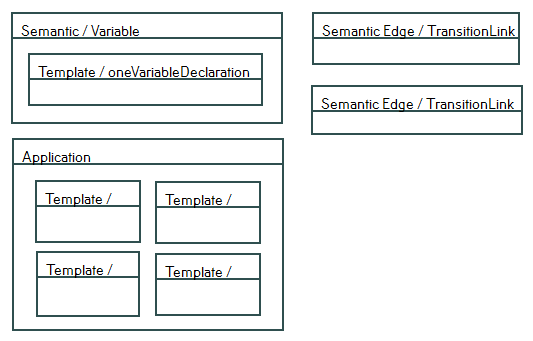 Semantic / Variable
Template / oneVariableDeclaration
Semantic Edge / TransitionLink
Semantic Edge / TransitionLink
Application
Template /
Template /
Template /
Template /